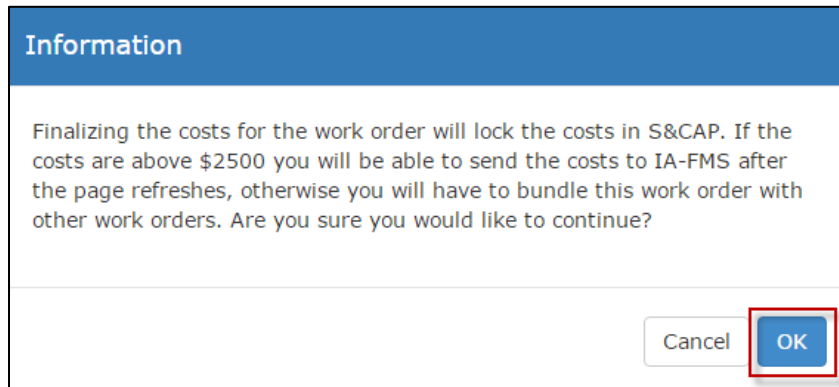 Information
Finalizing the costs for the work order will lock the costs in S&CAP. If the
costs are above $2500 you will be able to send the costs to IA-FMS after
the page refreshes, otherwise you will have to bundle this work order with
other work orders. Are you sure you would like to continue?
Cancel OK